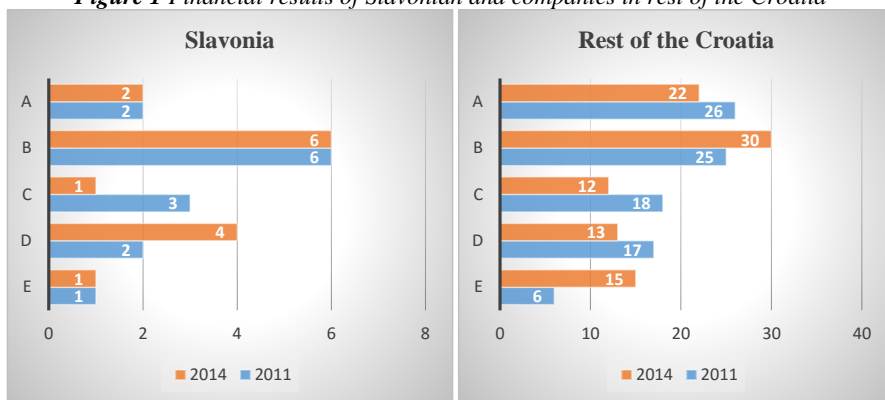 Figure 1 Financial results of Slavonian and companies in rest of the Croatia
Slavonia
A
2
2
B
6
6
C
1
3
D
4
2
E
1
1
0 2 4 6 8
2014 2011
Rest of the Croatia
A
22
26
B
30
25
C
12
18
D
13
17
E
15
6
0 10 20 30 40
2014 2011